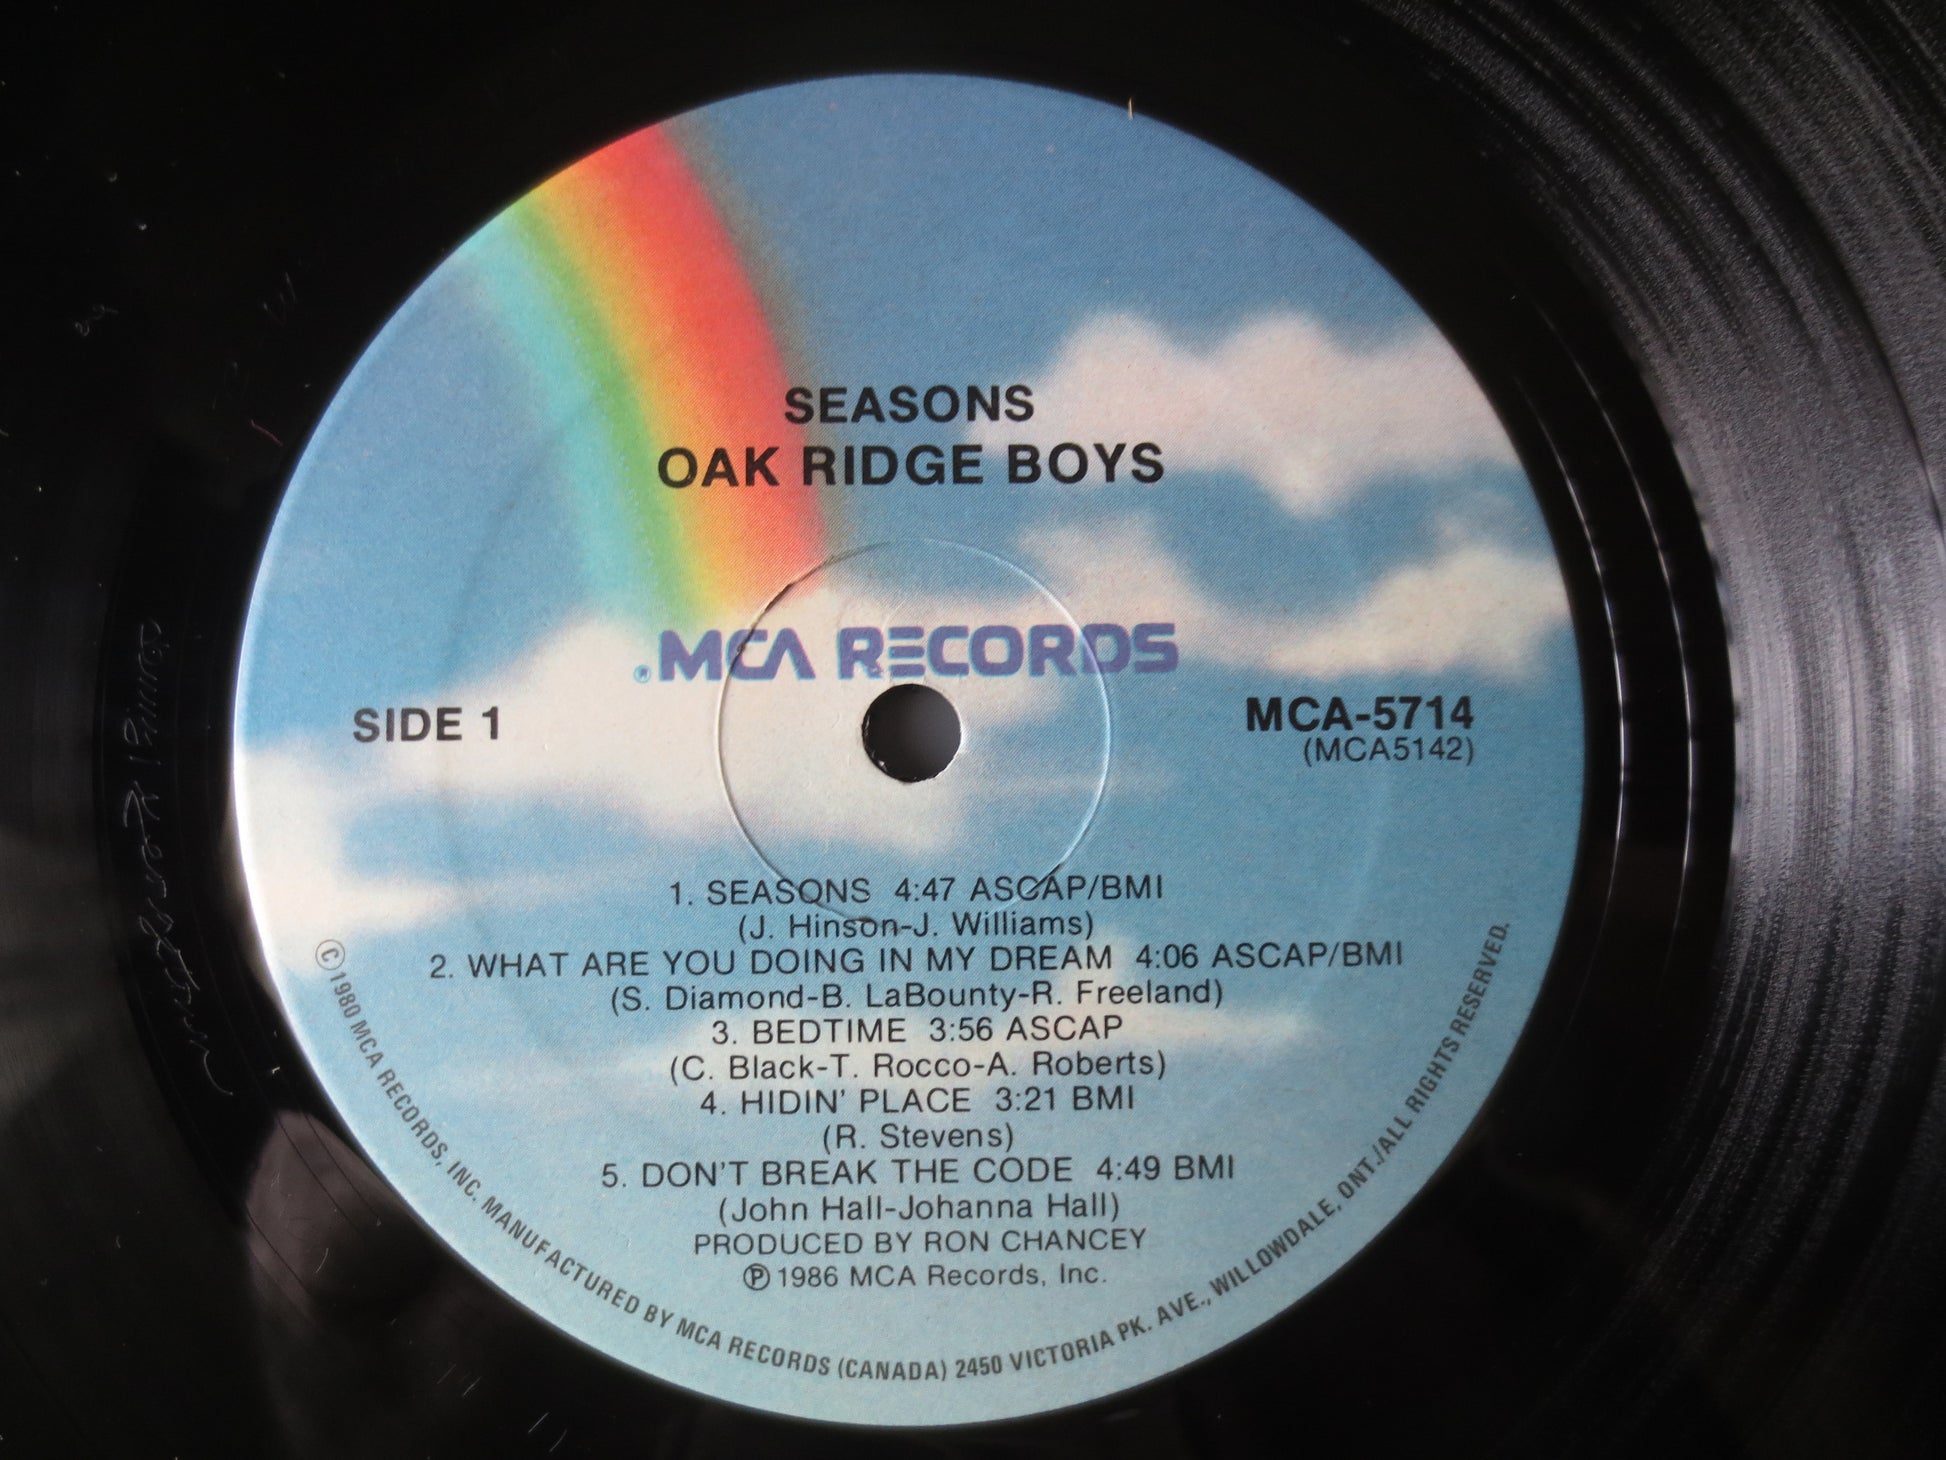 SEASONS
OAK RIDGE BOYS
® MCA RECORDS
SIDE 1
MCA-5714
(MCA5142)
1. SEASONS 4:47 ASCAP/BMI
(J. Hinson-J. Williams)
2. WHAT ARE YOU DOING IN MY DREAM 4:06 ASCAP/BMI
(S. Diamond-B. LaBounty-R. Freeland)
3. BEDTIME 3:56 ASCAP
(C. Black-T. Rocco-A. Roberts)
4. HIDIN' PLACE 3:21 BMI
(R. Stevens)
5. DON'T BREAK THE CODE 4:49 BMI
(John Hall-Johanna Hall)
PRODUCED BY RON CHANCEY
Ⓟ 1986 MCA Records, Inc.
© 1980 MCA RECORDS, INC. MANUFACTURED BY MCA RECORDS (CANADA) 2450 VICTORIA PK. AVE., WILLOWDALE, ONT./ALL RIGHTS RESERVED.